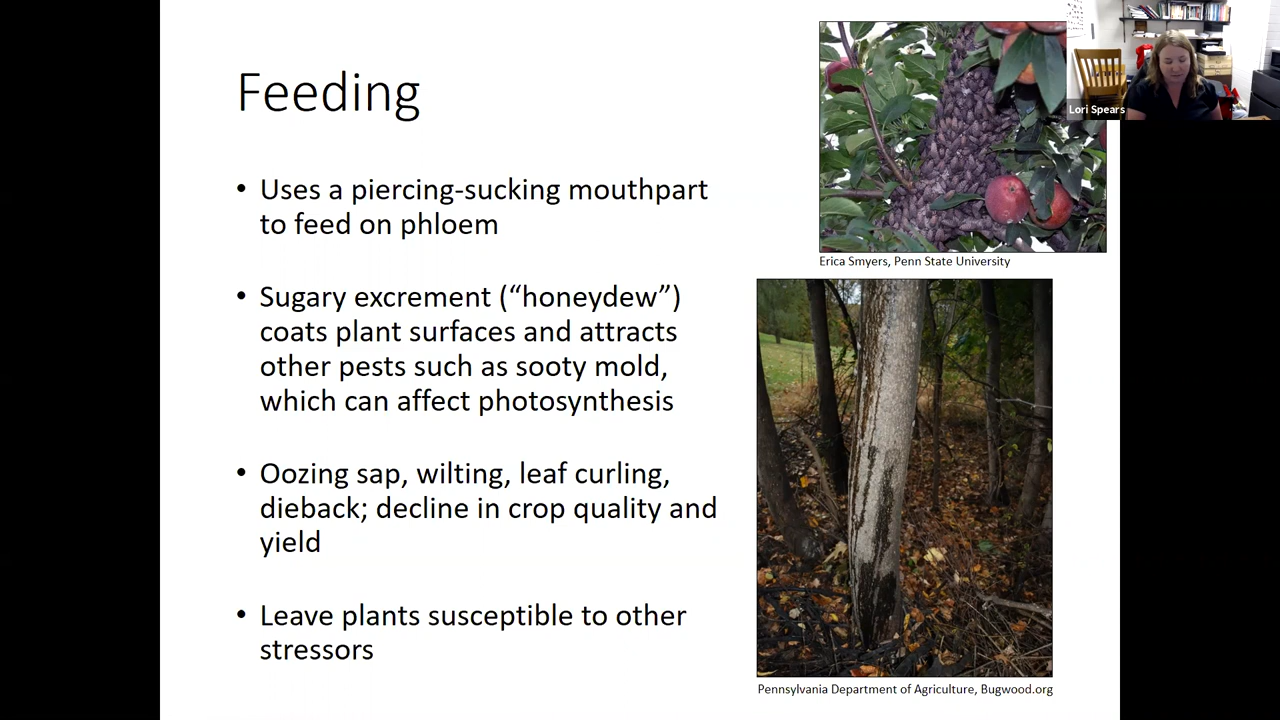 Feeding
• Uses a piercing-sucking mouthpart
to feed on phloem
• Sugary excrement (“honeydew”)
coats plant surfaces and attracts
other pests such as sooty mold,
which can affect photosynthesis
• Oozing sap, wilting, leaf curling,
dieback; decline in crop quality and
yield
• Leave plants susceptible to other
stressors
Lori Spears
Erica Smyers, Penn State University
Pennsylvania Department of Agriculture, Bugwood.org